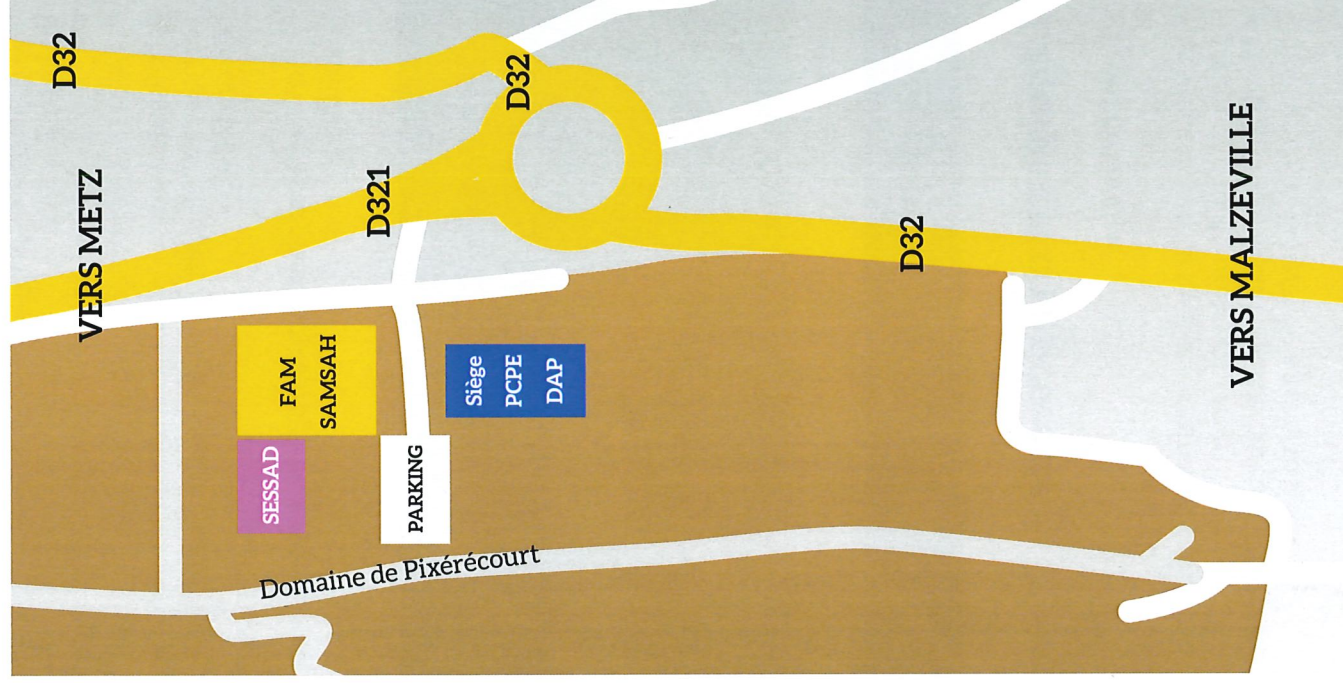 D32
VERS METZ
D321
D32
FAM
SAMSAH
SESSAD
Siège
PCPE
DAP
PARKING
Domaine de Pixérécourt
D32
VERS MALZEVILLE